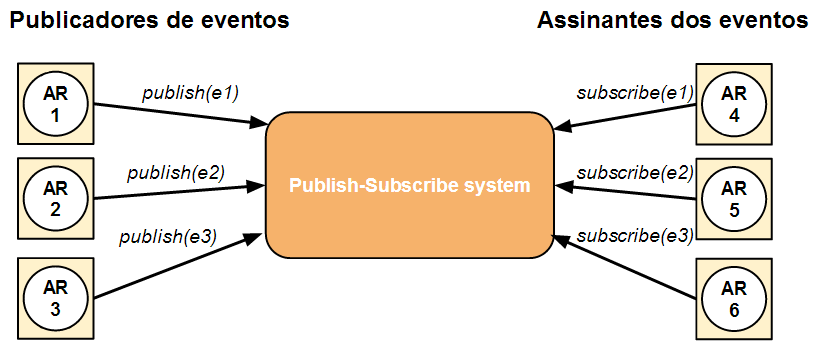 Publicadores de eventos
Assinantes dos eventos
AR
1
publish(e1)
subscribe(e1)
AR
4
AR
2
publish(e2)
Publish-Subscribe system
subscribe(e2)
AR
5
AR
3
publish(e3)
subscribe(e3)
AR
6